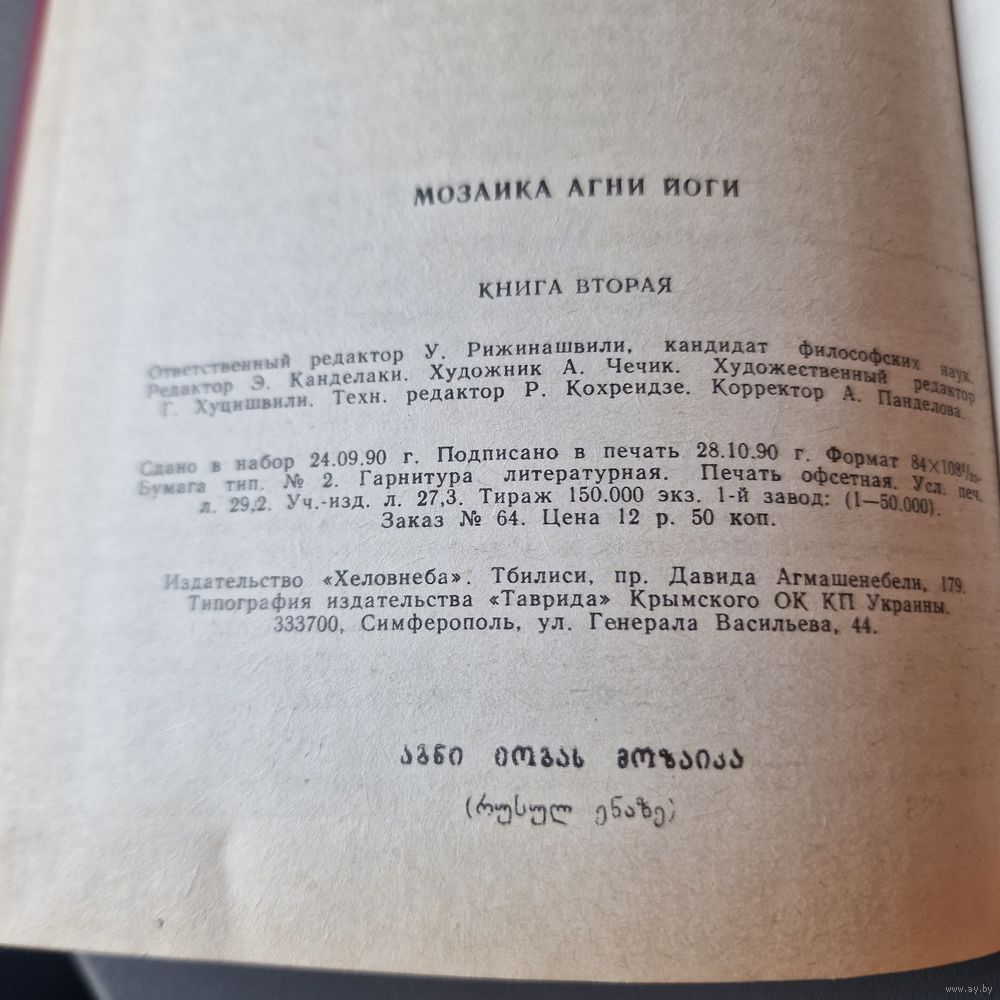 МОЗАИКА АГНИ ЙОГИ
КНИГА ВТОРАЯ
Ответственный редактор У. Рижинашвили, кандидат философских наук.
Редактор Э. Канделаки. Художник А. Чечик. Художественный редактор
Г. Хуцишвили. Техн. редактор Р. Кохреидзе. Корректор А. Панделова.
Сдано в набор 24.09.90 г. Подписано в печать 28.10.90 г. Формат 84×108¹/₃₂.
Бумага тип. № 2. Гарнитура литературная. Печать офсетная. Усл. печ.
л. 29,2. Уч.-изд. л. 27,3. Тираж 150.000 экз. 1-й завод: (1—50.000).
Заказ № 64. Цена 12 р. 50 коп.
Издательство «Хеловнеба». Тбилиси, пр. Давида Агмашенебели, 179.
Типография издательства «Таврида» Крымского ОК КП Украины.
333700, Симферополь, ул. Генерала Васильева, 44.
აგნი იოგას მოზაიკა
(რუსულ ენაზე)
www.ay.by